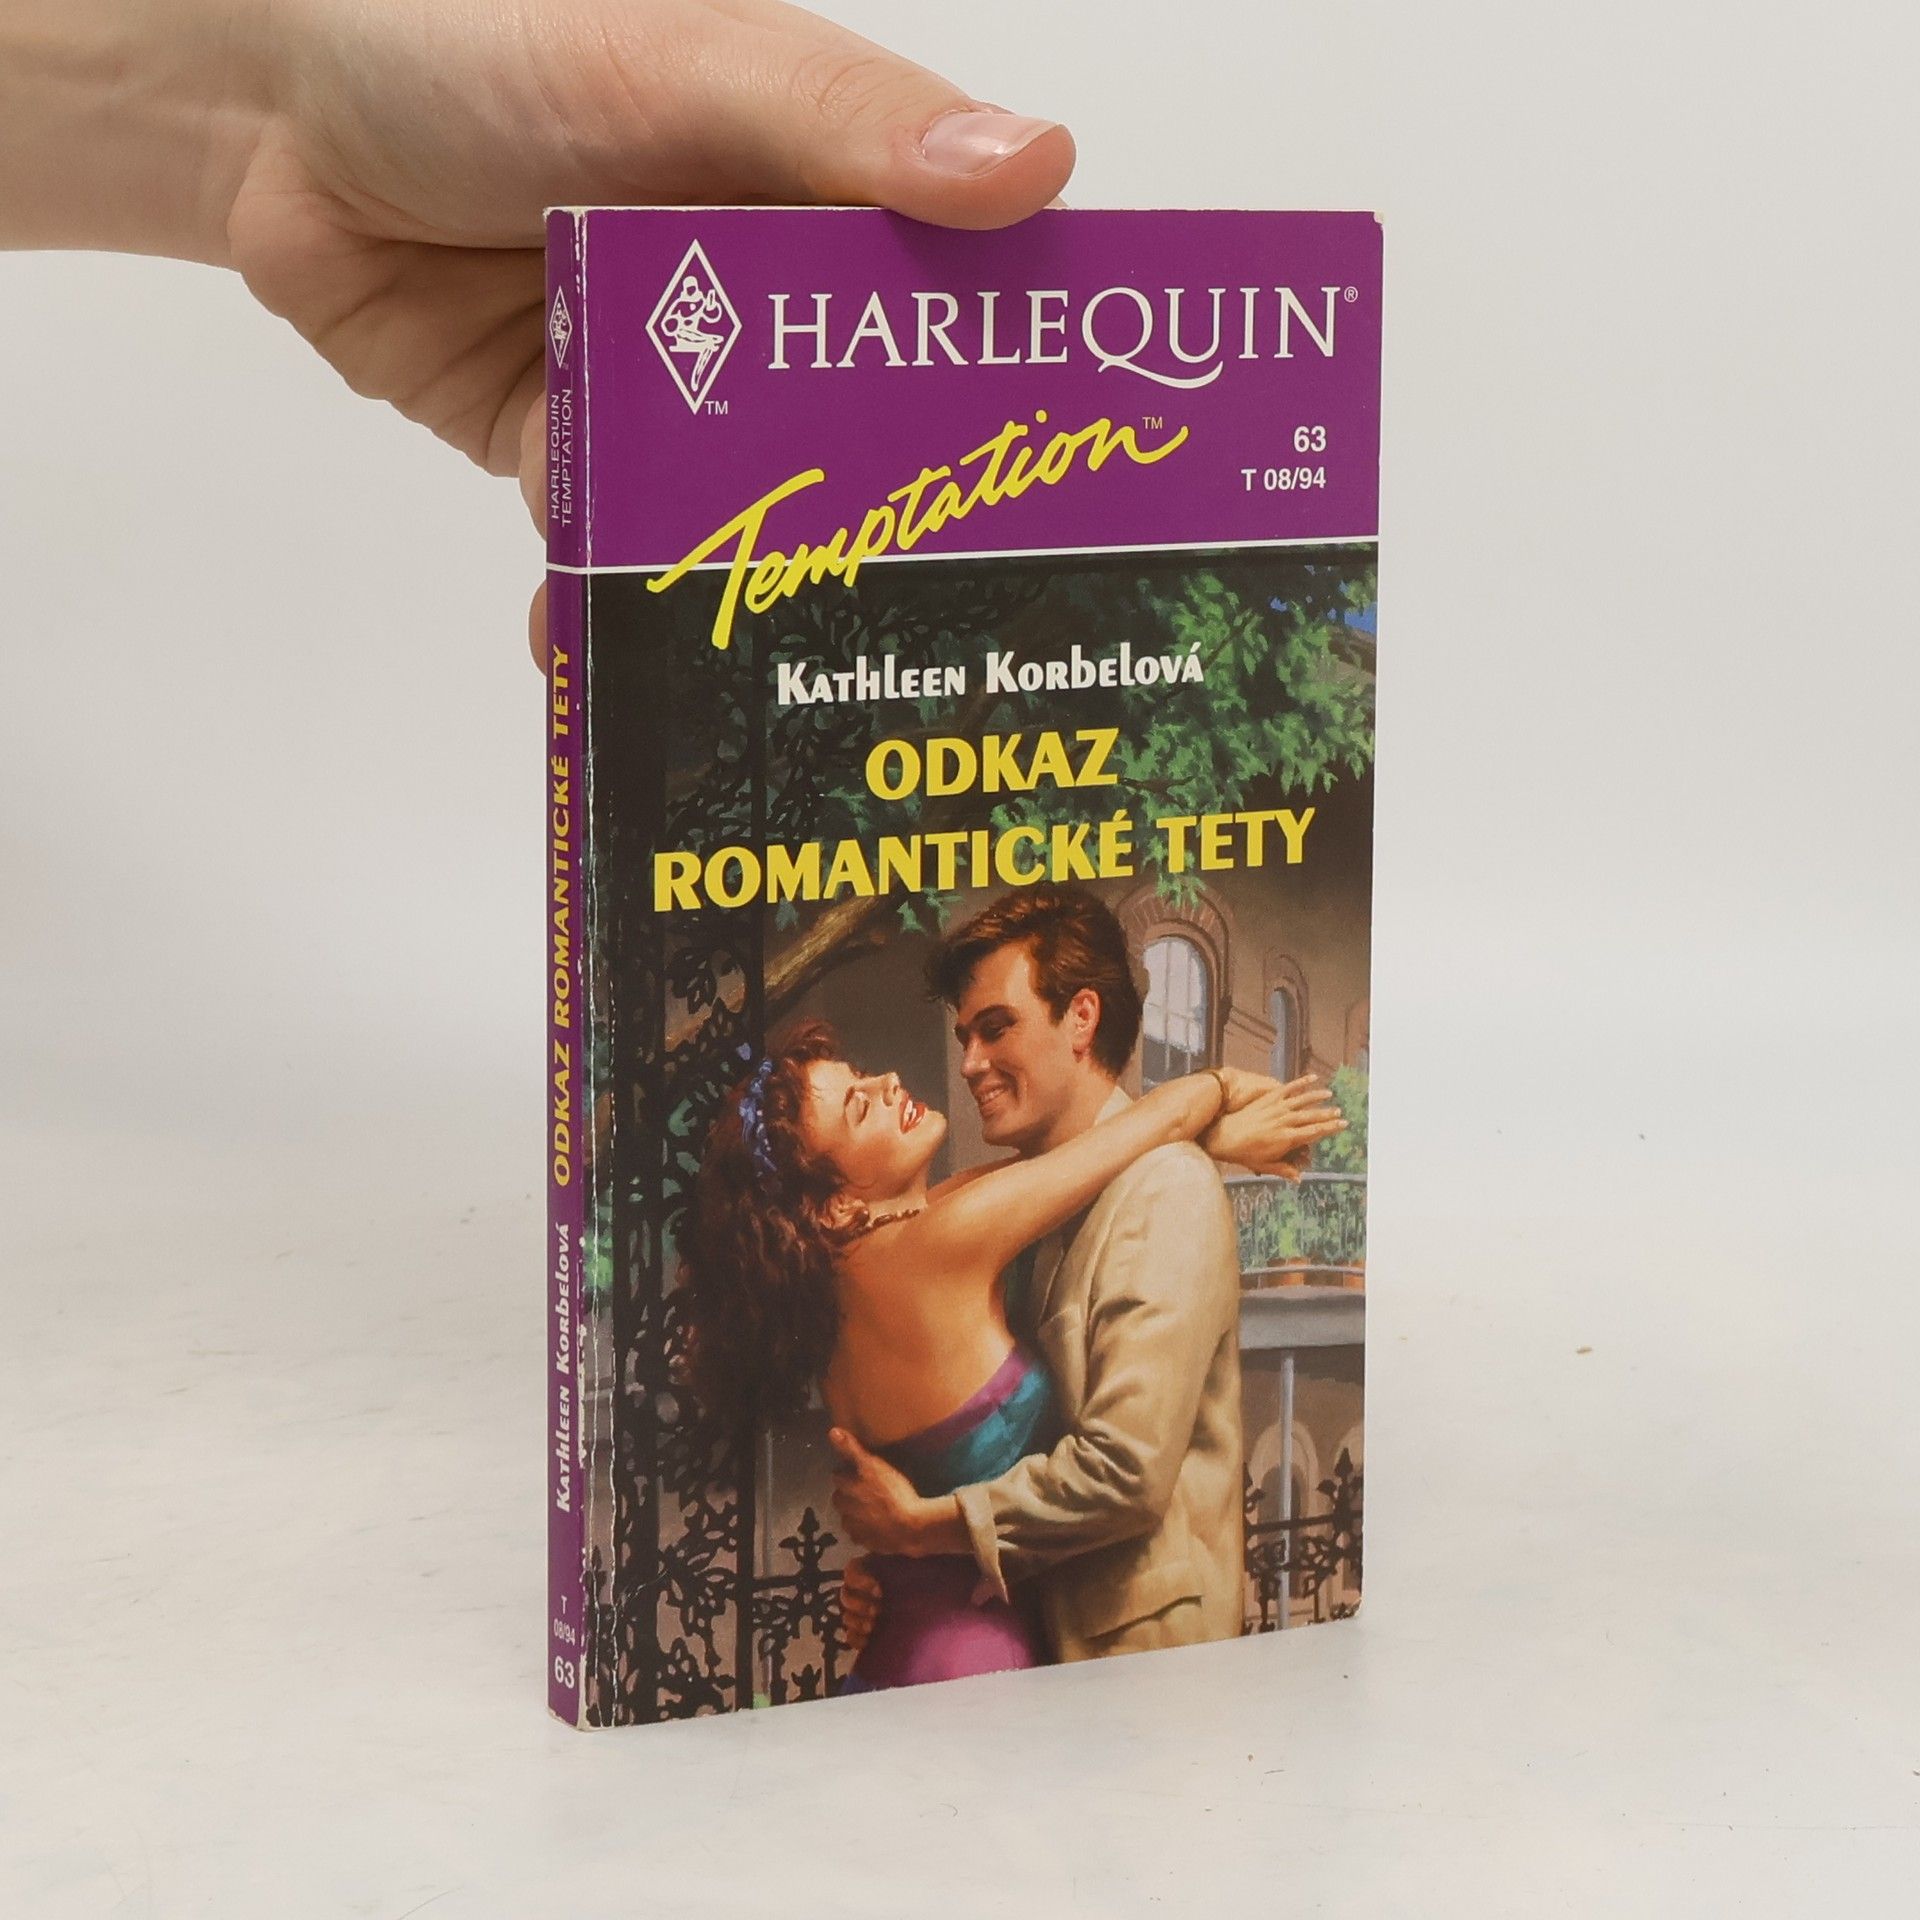 HARLEQUIN®
TM
Temptation™
63
T 08/94
Kathleen Korbelová
ODKAZ
ROMANTICKÉ TETY
HARLEQUIN
TEMPTATION
ODKAZ ROMANTICKÉ TETY
Kathleen Korbelová
T
08/94
63